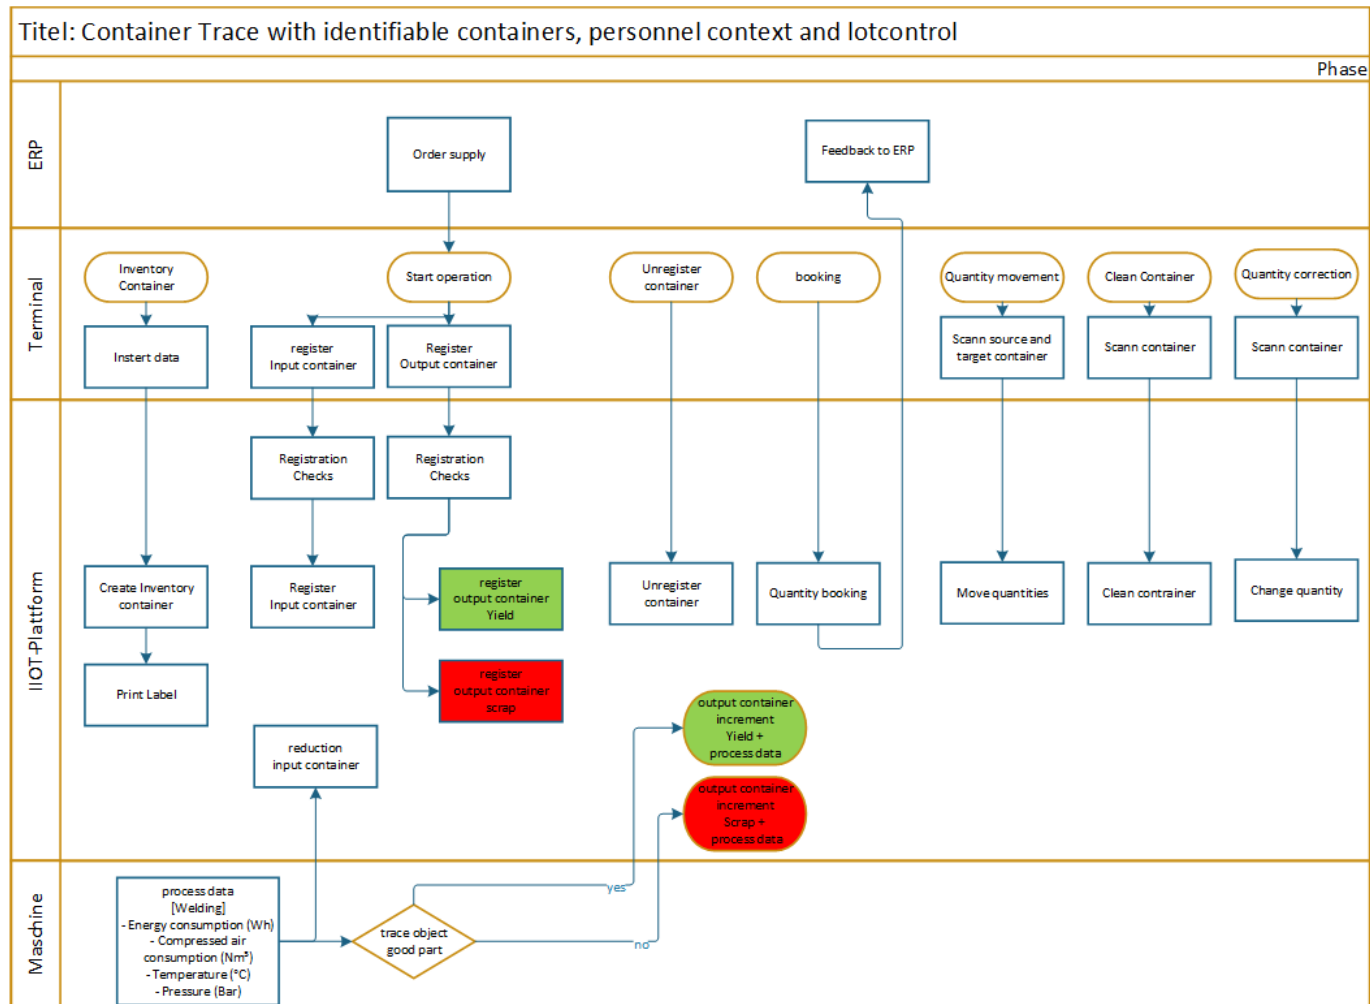 Titel: Container Trace with identifiable containers, personnel context and lotcontrol
Phase
ERP
Order supply
Feedback to ERP
Terminal
Inventory
Container
Start operation
Unregister
container
booking
Quantity movement
Clean Container
Quantity correction
Instert data
register
Input container
Register
Output container
Scann source and
target container
Scann container
Scann container
IIOT-Plattform
Registration
Checks
Registration
Checks
Create Inventory
container
Register
Input container
register
output container
Yield
Unregister
container
Quantity booking
Move quantities
Clean contrainer
Change quantity
Print Label
register
output container
scrap
reduction
input container
output container
increment
Yield +
process data
output container
increment
Scrap +
process data
Maschine
process data
[Welding]
- Energy consumption (Wh)
- Compressed air
consumption (Nm³)
- Temperature (°C)
- Pressure (Bar)
trace object
good part
yes
no